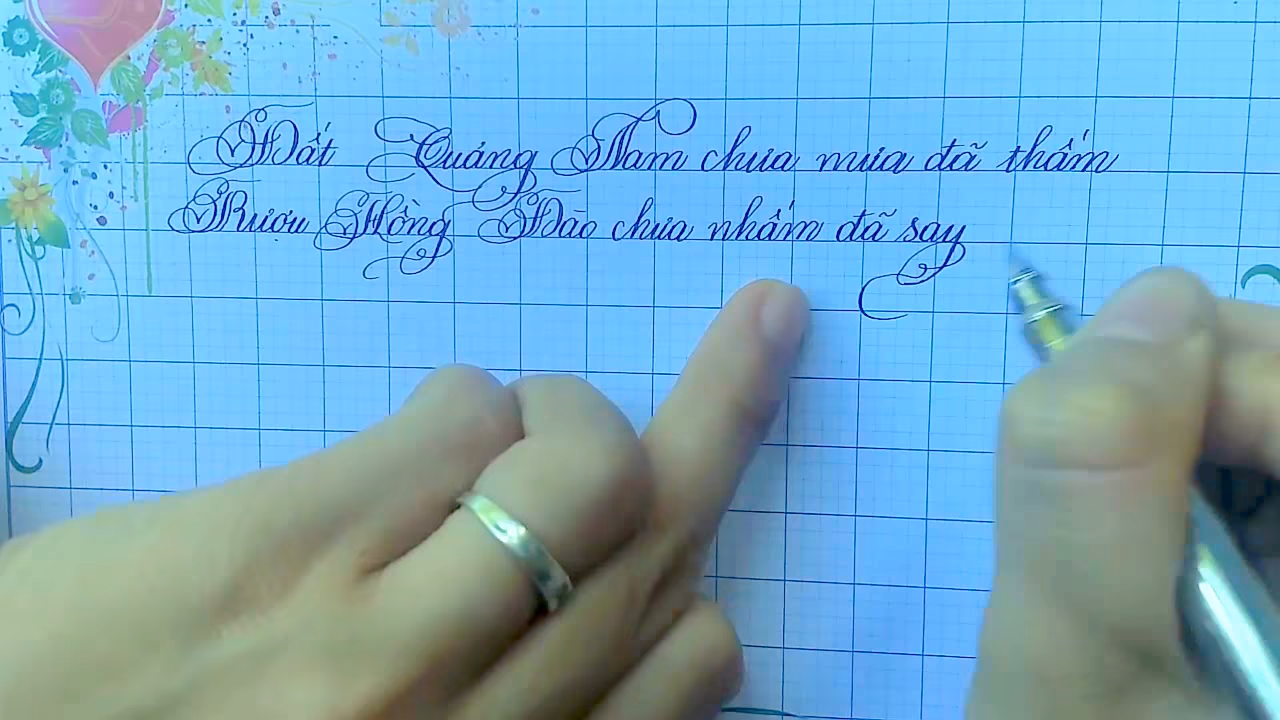 Đất Quảng Nam chưa mưa đã thấm
Rượu Hồng Đào chưa nhấm đã say